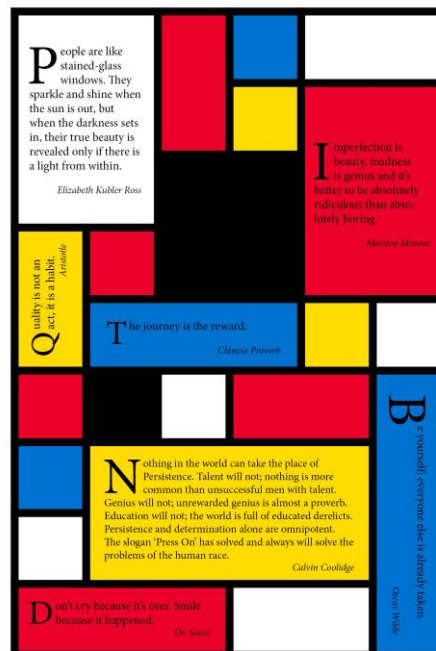 People are like
stained-glass
windows. They
sparkle and shine when
the sun is out, but
when the darkness sets
in, their true beauty is
revealed only if there is
a light from within.
Elizabeth Kubler Ross
Imperfection is
beauty, madness
is genius and it's
better to be absolutely
ridiculous than abso-
lutely boring.
Marilyn Monroe
Quality is not an
act, it is a habit.
Aristotle
The journey is the reward.
Chinese Proverb
Be yourself; everyone else is already taken.
Oscar Wilde
Nothing in the world can take the place of
Persistence. Talent will not; nothing is more
common than unsuccessful men with talent.
Genius will not; unrewarded genius is almost a proverb.
Education will not; the world is full of educated derelicts.
Persistence and determination alone are omnipotent.
The slogan 'Press On' has solved and always will solve the
problems of the human race.
Calvin Coolidge
Don't cry because it's over. Smile
because it happened.
Dr. Seuss